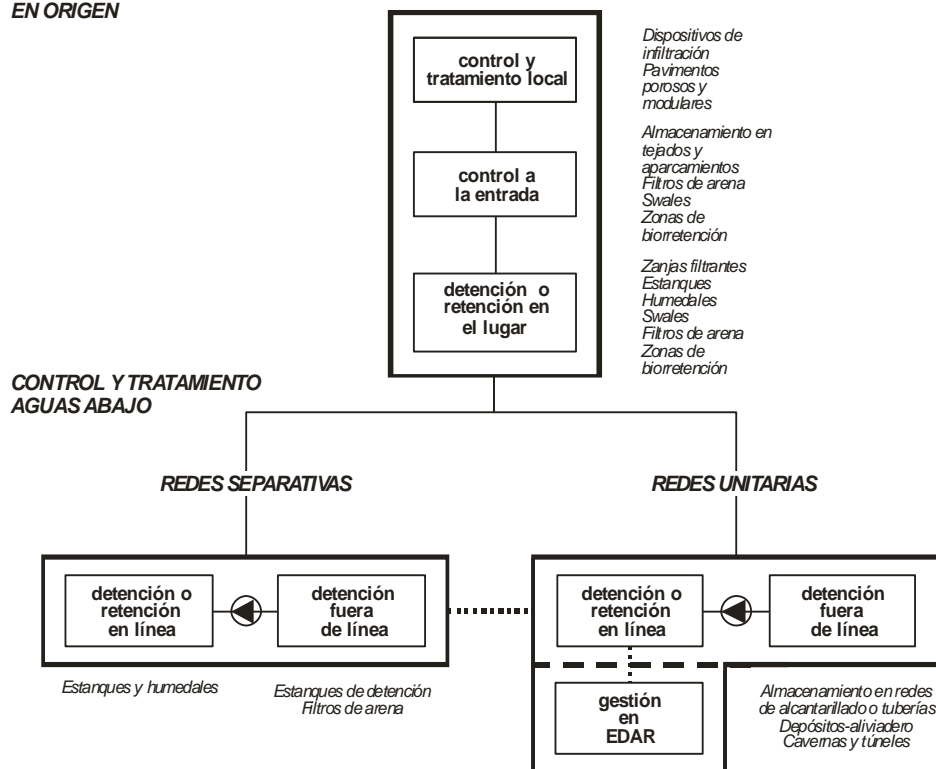 EN ORIGEN
control y
tratamiento local
Dispositivos de
infiltración
Pavimentos
porosos y
modulares
control a
la entrada
Almacenamiento en
tejados y
aparcamientos
Filtros de arena
Swales
Zonas de
biorretención
detención o
retención en
el lugar
Zanjas filtrantes
Estanques
Humedales
Swales
Filtros de arena
Zonas de
biorretención
CONTROL Y TRATAMIENTO
AGUAS ABAJO
REDES SEPARATIVAS
REDES UNITARIAS
detención o
retención
en línea
detención
fuera
de línea
detención o
retención
en línea
detención
fuera
de línea
Estanques y humedales
Estanques de detención
Filtros de arena
gestión
en
EDAR
Almacenamiento en redes
de alcantarillado o tuberías
Depósitos-aliviadero
Cavernas y túneles